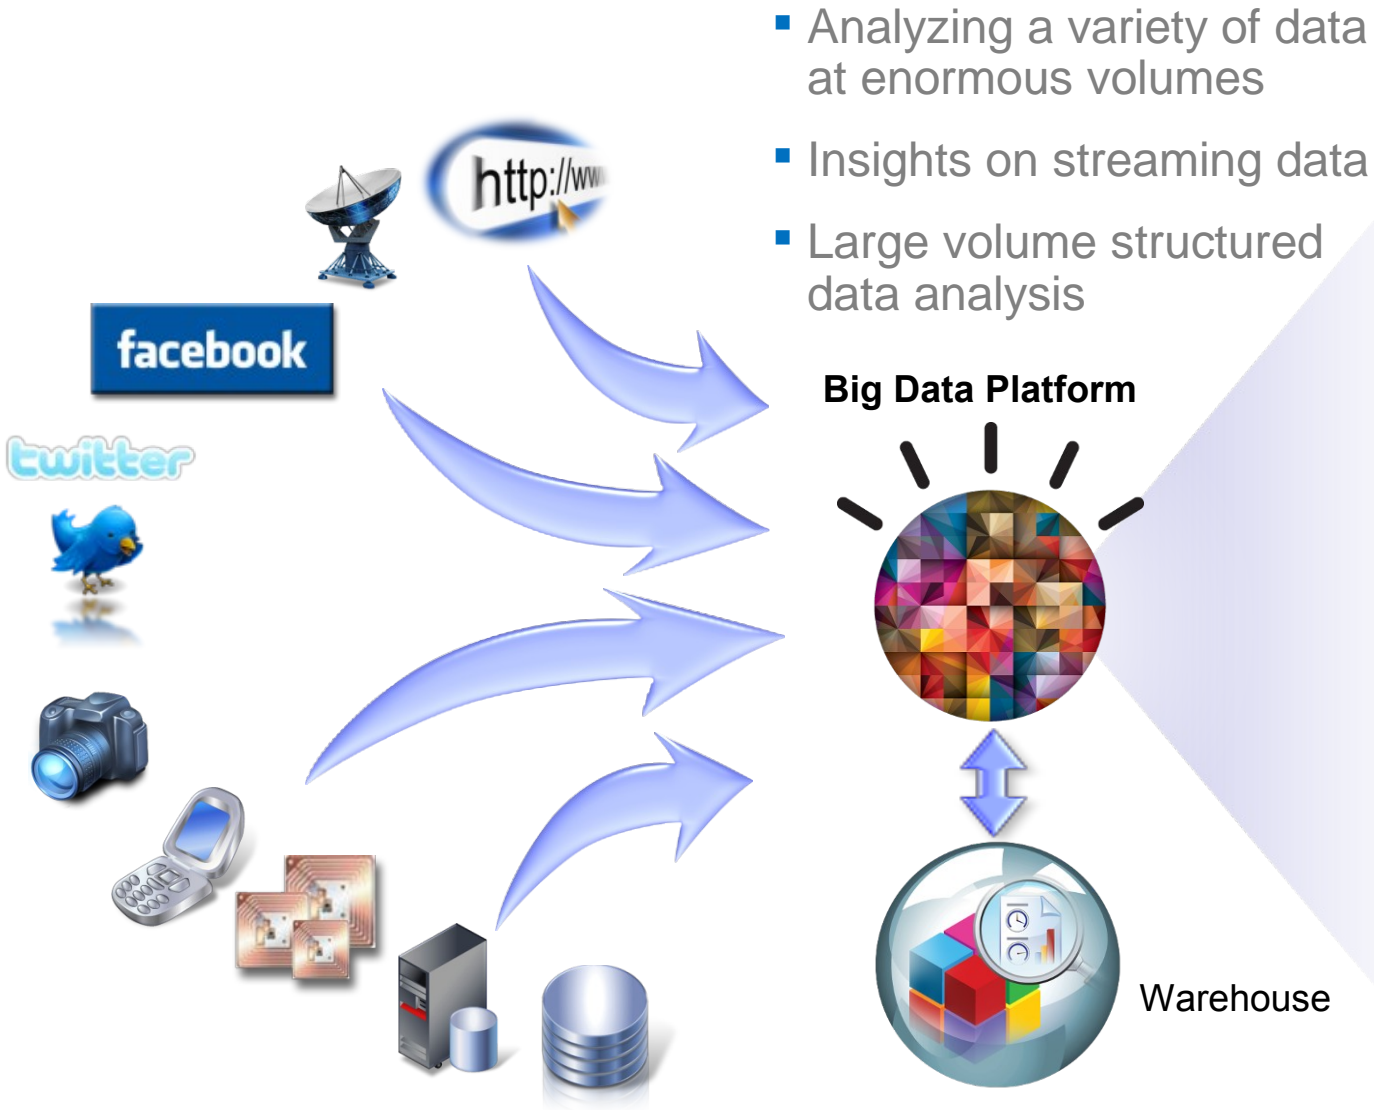 Analyzing a variety of data
at enormous volumes
Insights on streaming data
Large volume structured
data analysis
http://www
facebook
twitter
Big Data Platform
Warehouse